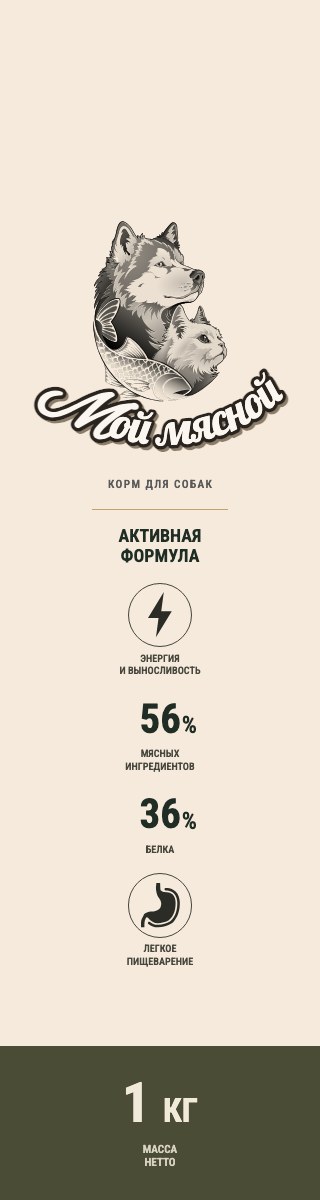 Мой мясной
КОРМ ДЛЯ СОБАК
АКТИВНАЯ
ФОРМУЛА
ЭНЕРГИЯ
И ВЫНОСЛИВОСТЬ
56%
МЯСНЫХ
ИНГРЕДИЕНТОВ
36%
БЕЛКА
ЛЕГКОЕ
ПИЩЕВАРЕНИЕ
1 кг
МАССА
НЕТТО